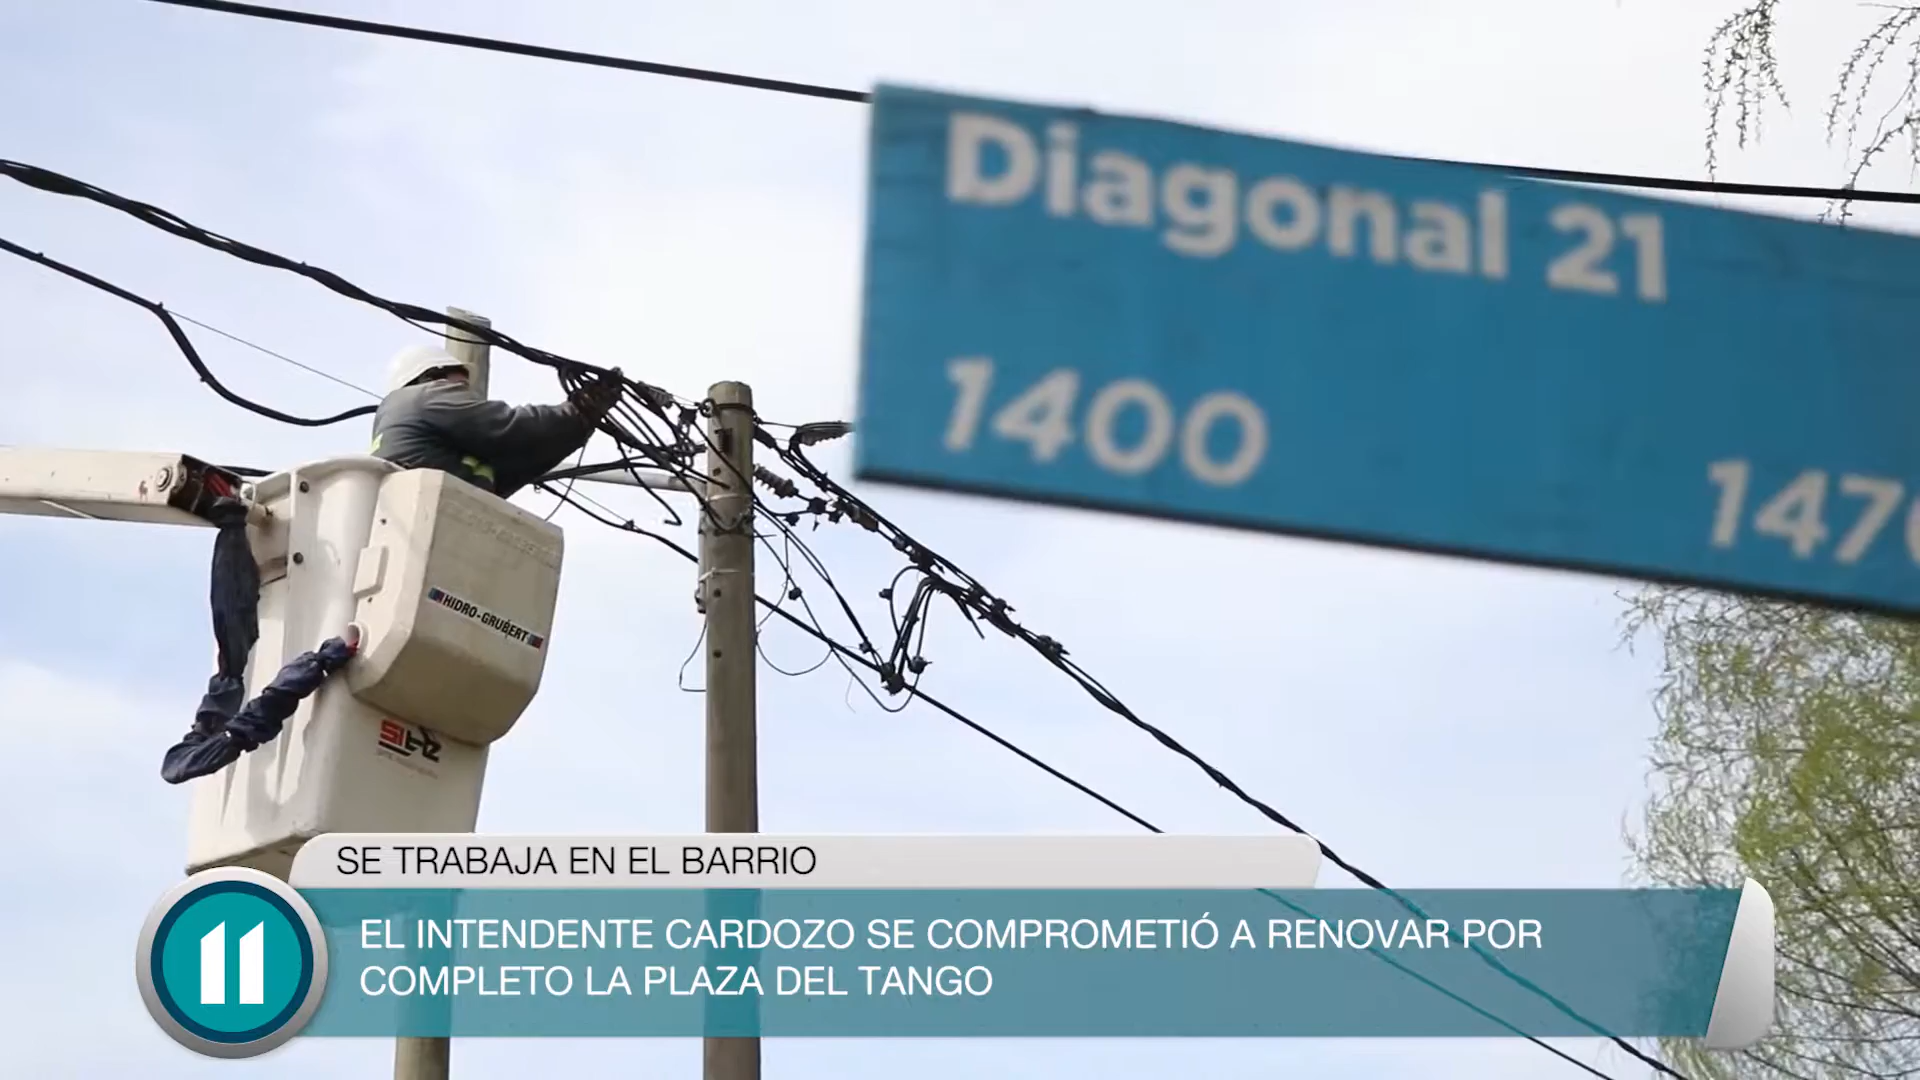 Diagonal 21
1400
HIDRO-GRUBERT
SE TRABAJA EN EL BARRIO
11
EL INTENDENTE CARDOZO SE COMPROMETIÓ A RENOVAR POR
COMPLETO LA PLAZA DEL TANGO